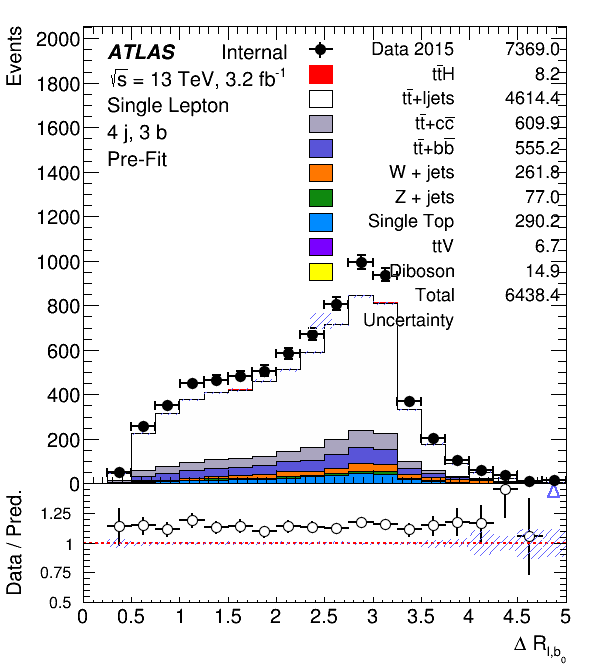 Events
2000
1800
1600
1400
1200
1000
800
600
400
200
0
ATLAS Internal
√s = 13 TeV, 3.2 fb-1
Single Lepton
4 j, 3 b
Pre-Fit
Data 2015 7369.0
tt̄H 8.2
tt̄+ljets 4614.4
tt̄+cc̄ 609.9
tt̄+bb̄ 555.2
W + jets 261.8
Z + jets 77.0
Single Top 290.2
ttV 6.7
Diboson 14.9
Total 6438.4
Uncertainty
Data / Pred.
1.25
1
0.75
0.5
0 0.5 1 1.5 2 2.5 3 3.5 4 4.5 5
Δ R l,b0